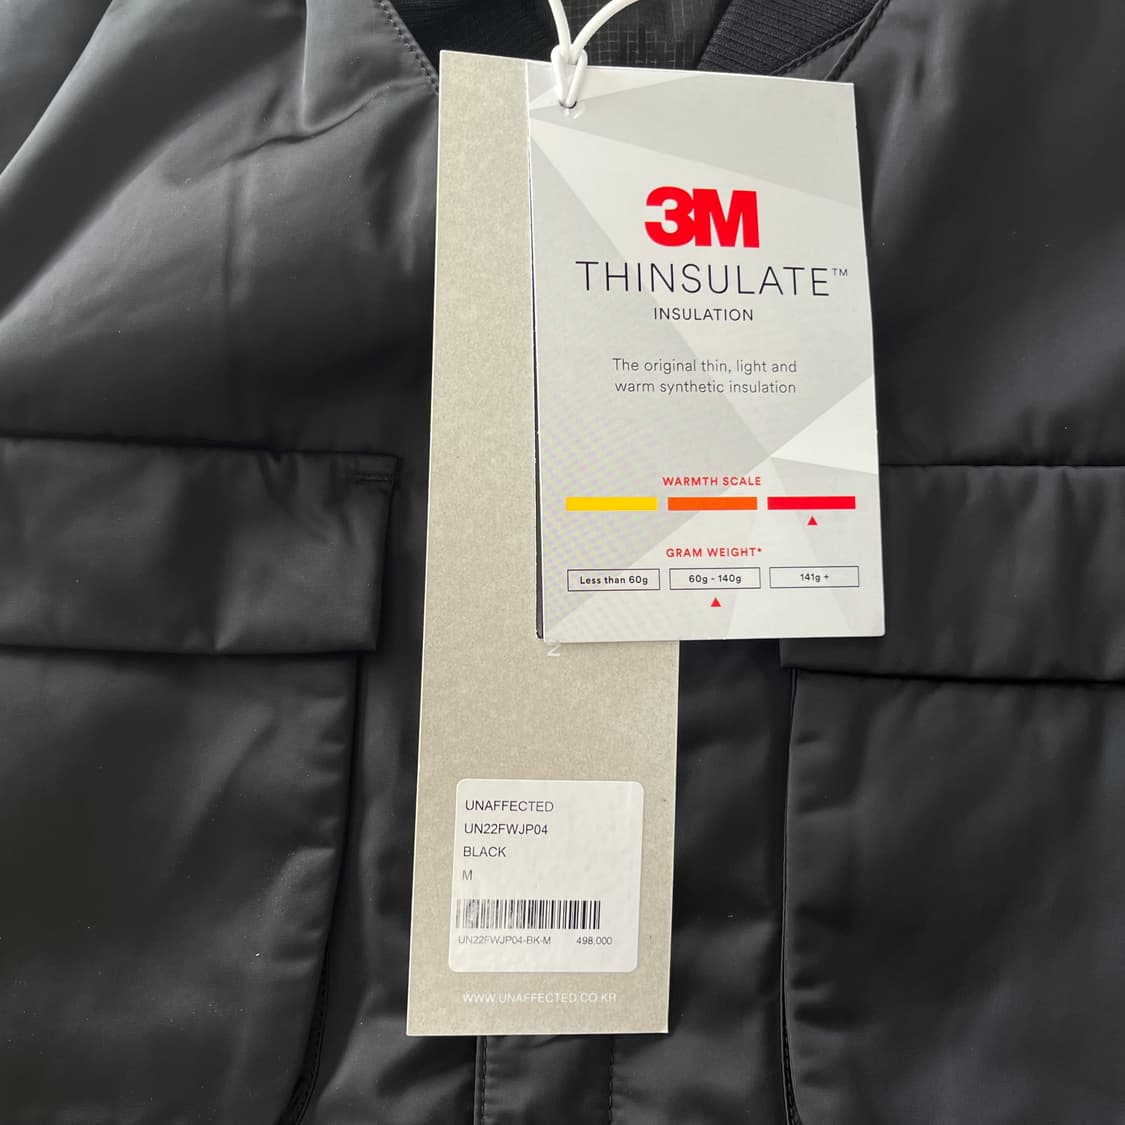 3M
THINSULATE™
INSULATION
The original thin, light and
warm synthetic insulation
WARMTH SCALE
GRAM WEIGHT*
Less than 60g 60g - 140g 141g +
UNAFFECTED
UN22FWJP04
BLACK
M
UN22FWJP04-BK-M 498.000
WWW.UNAFFECTED.CO.KR